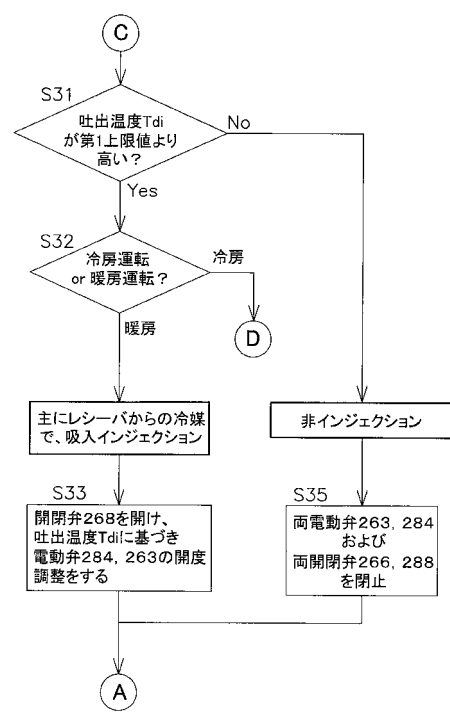 C
S31
吐出温度Tdi
が第1上限値より
高い?
No
Yes
S32
冷房運転
or 暖房運転?
冷房
D
暖房
主にレシーバからの冷媒
で、吸入インジェクション
非インジェクション
S33
開閉弁268を開け、
吐出温度Tdiに基づき
電動弁284, 263の開度
調整をする
S35
両電動弁263, 284
および
両開閉弁266, 288
を閉止
A